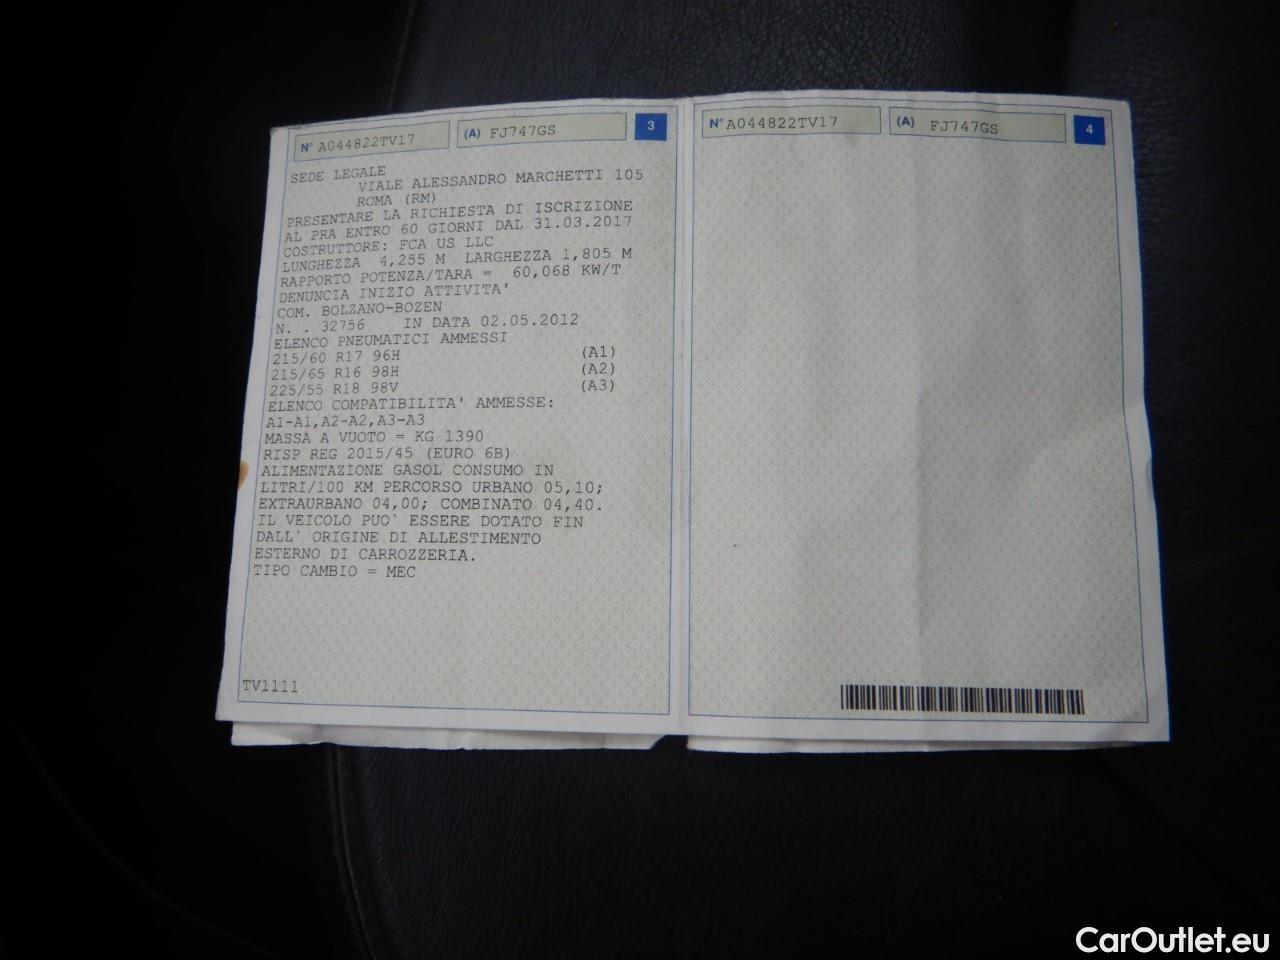 N° A044822TV17
(A) FJ747GS
3
SEDE LEGALE
VIALE ALESSANDRO MARCHETTI 105
ROMA (RM)
PRESENTARE LA RICHIESTA DI ISCRIZIONE
AL PRA ENTRO 60 GIORNI DAL 31.03.2017
COSTRUTTORE: FCA US LLC
LUNGHEZZA 4,255 M LARGHEZZA 1,805 M
RAPPORTO POTENZA/TARA = 60,068 KW/T
DENUNCIA INIZIO ATTIVITA'
COM. BOLZANO-BOZEN
N. . 32756 IN DATA 02.05.2012
ELENCO PNEUMATICI AMMESSI
215/60 R17 96H (A1)
215/65 R16 98H (A2)
225/55 R18 98V (A3)
ELENCO COMPATIBILITA' AMMESSE:
A1-A1,A2-A2,A3-A3
MASSA A VUOTO = KG 1390
RISP REG 2015/45 (EURO 6B)
ALIMENTAZIONE GASOL CONSUMO IN
LITRI/100 KM PERCORSO URBANO 05,10;
EXTRAURBANO 04,00; COMBINATO 04,40.
IL VEICOLO PUO` ESSERE DOTATO FIN
DALL` ORIGINE DI ALLESTIMENTO
ESTERNO DI CARROZZERIA.
TIPO CAMBIO = MEC
TV1111
N° A044822TV17
(A) FJ747GS
4
CarOutlet.eu